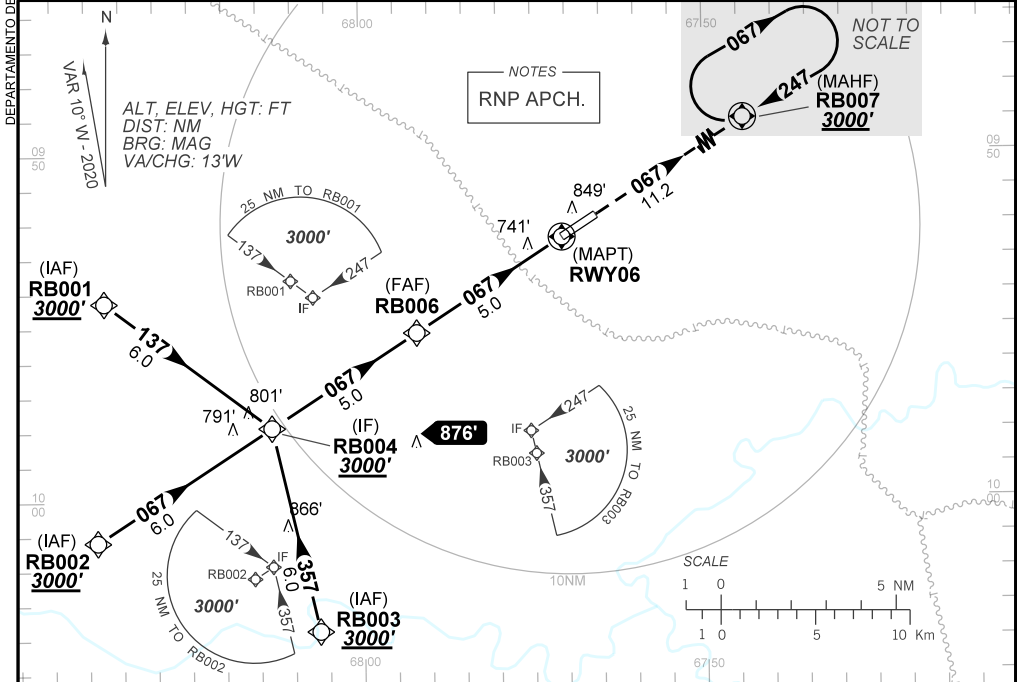 DEPARTAMENTO DE
N
VAR 10° W - 2020
ALT, ELEV, HGT: FT
DIST: NM
BRG: MAG
VA/CHG: 13'W
68 00
67 50
NOTES
RNP APCH.
NOT TO
SCALE
067
247
(MAHF)
RB007
3000'
09
50
09
50
067
11.2
849'
741'
(MAPT)
RWY06
25 NM TO RB001
3000'
137
247
RB001
IF
(IAF)
RB001
3000'
137
6.0
(FAF)
RB006
067
5.0
067
5.0
801'
791'
(IF)
RB004
3000'
876'
247
IF
RB003
357
3000'
25 NM TO RB003
067
6.0
(IAF)
RB002
3000'
866'
137
IF
RB002
357
3000'
25 NM TO RB002
357
6.0
(IAF)
RB003
3000'
10
00
10
00
10NM
SCALE
1 0 5 NM
1 0 5 10 Km
68 00
67 50